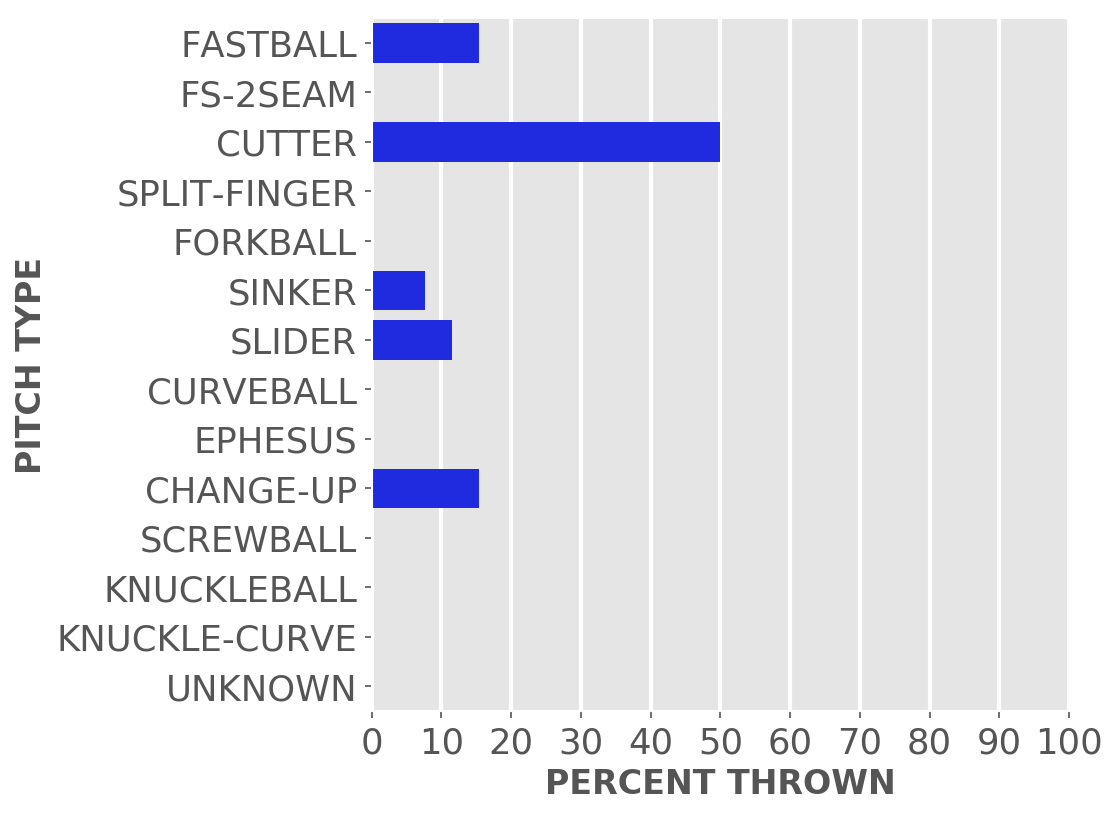 PITCH TYPE
FASTBALL
FS-2SEAM
CUTTER
SPLIT-FINGER
FORKBALL
SINKER
SLIDER
CURVEBALL
EPHESUS
CHANGE-UP
SCREWBALL
KNUCKLEBALL
KNUCKLE-CURVE
UNKNOWN
0 10 20 30 40 50 60 70 80 90 100
PERCENT THROWN